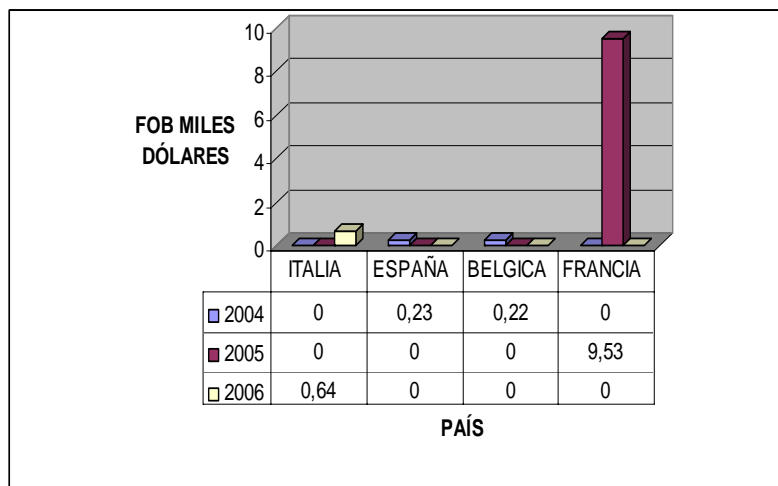 10
8
6
4
2
0
FOB MILES
DÓLARES
ITALIA ESPAÑA BELGICA FRANCIA
2004 0 0,23 0,22 0
2005 0 0 0 9,53
2006 0,64 0 0 0
PAÍS